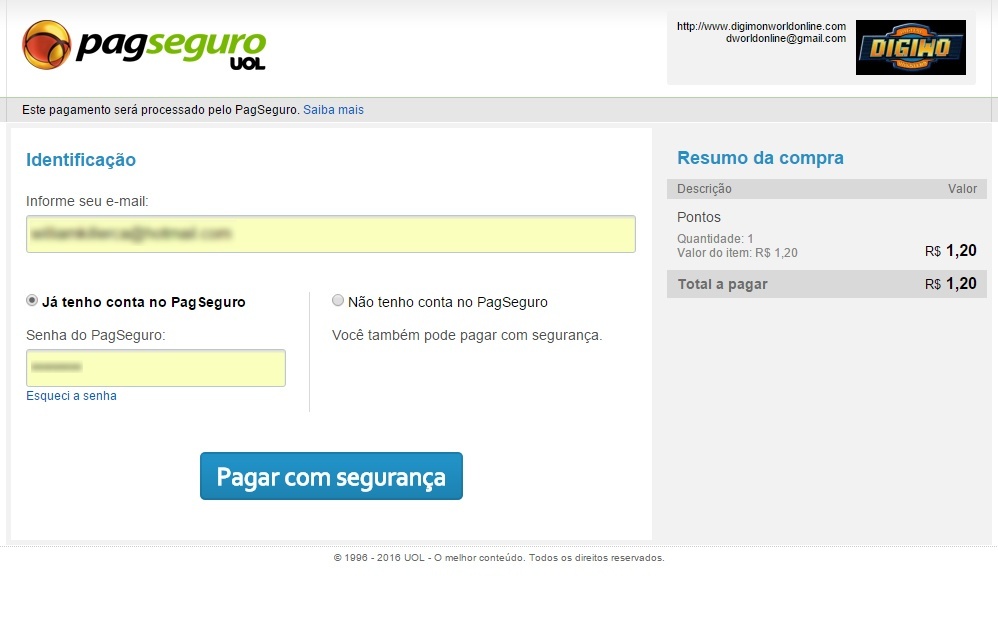 pagseguro
UOL
http://www.digimonworldonline.com
dworldonline@gmail.com
DIGIWO
Este pagamento será processado pelo PagSeguro. Saiba mais
Identificação
Informe seu e-mail:
Já tenho conta no PagSeguro
Senha do PagSeguro:
Esqueci a senha
Não tenho conta no PagSeguro
Você também pode pagar com segurança.
Pagar com segurança
Resumo da compra
Descrição Valor
Pontos
Quantidade: 1
Valor do item: R$ 1,20 R$ 1,20
Total a pagar R$ 1,20
© 1996 - 2016 UOL - O melhor conteúdo. Todos os direitos reservados.